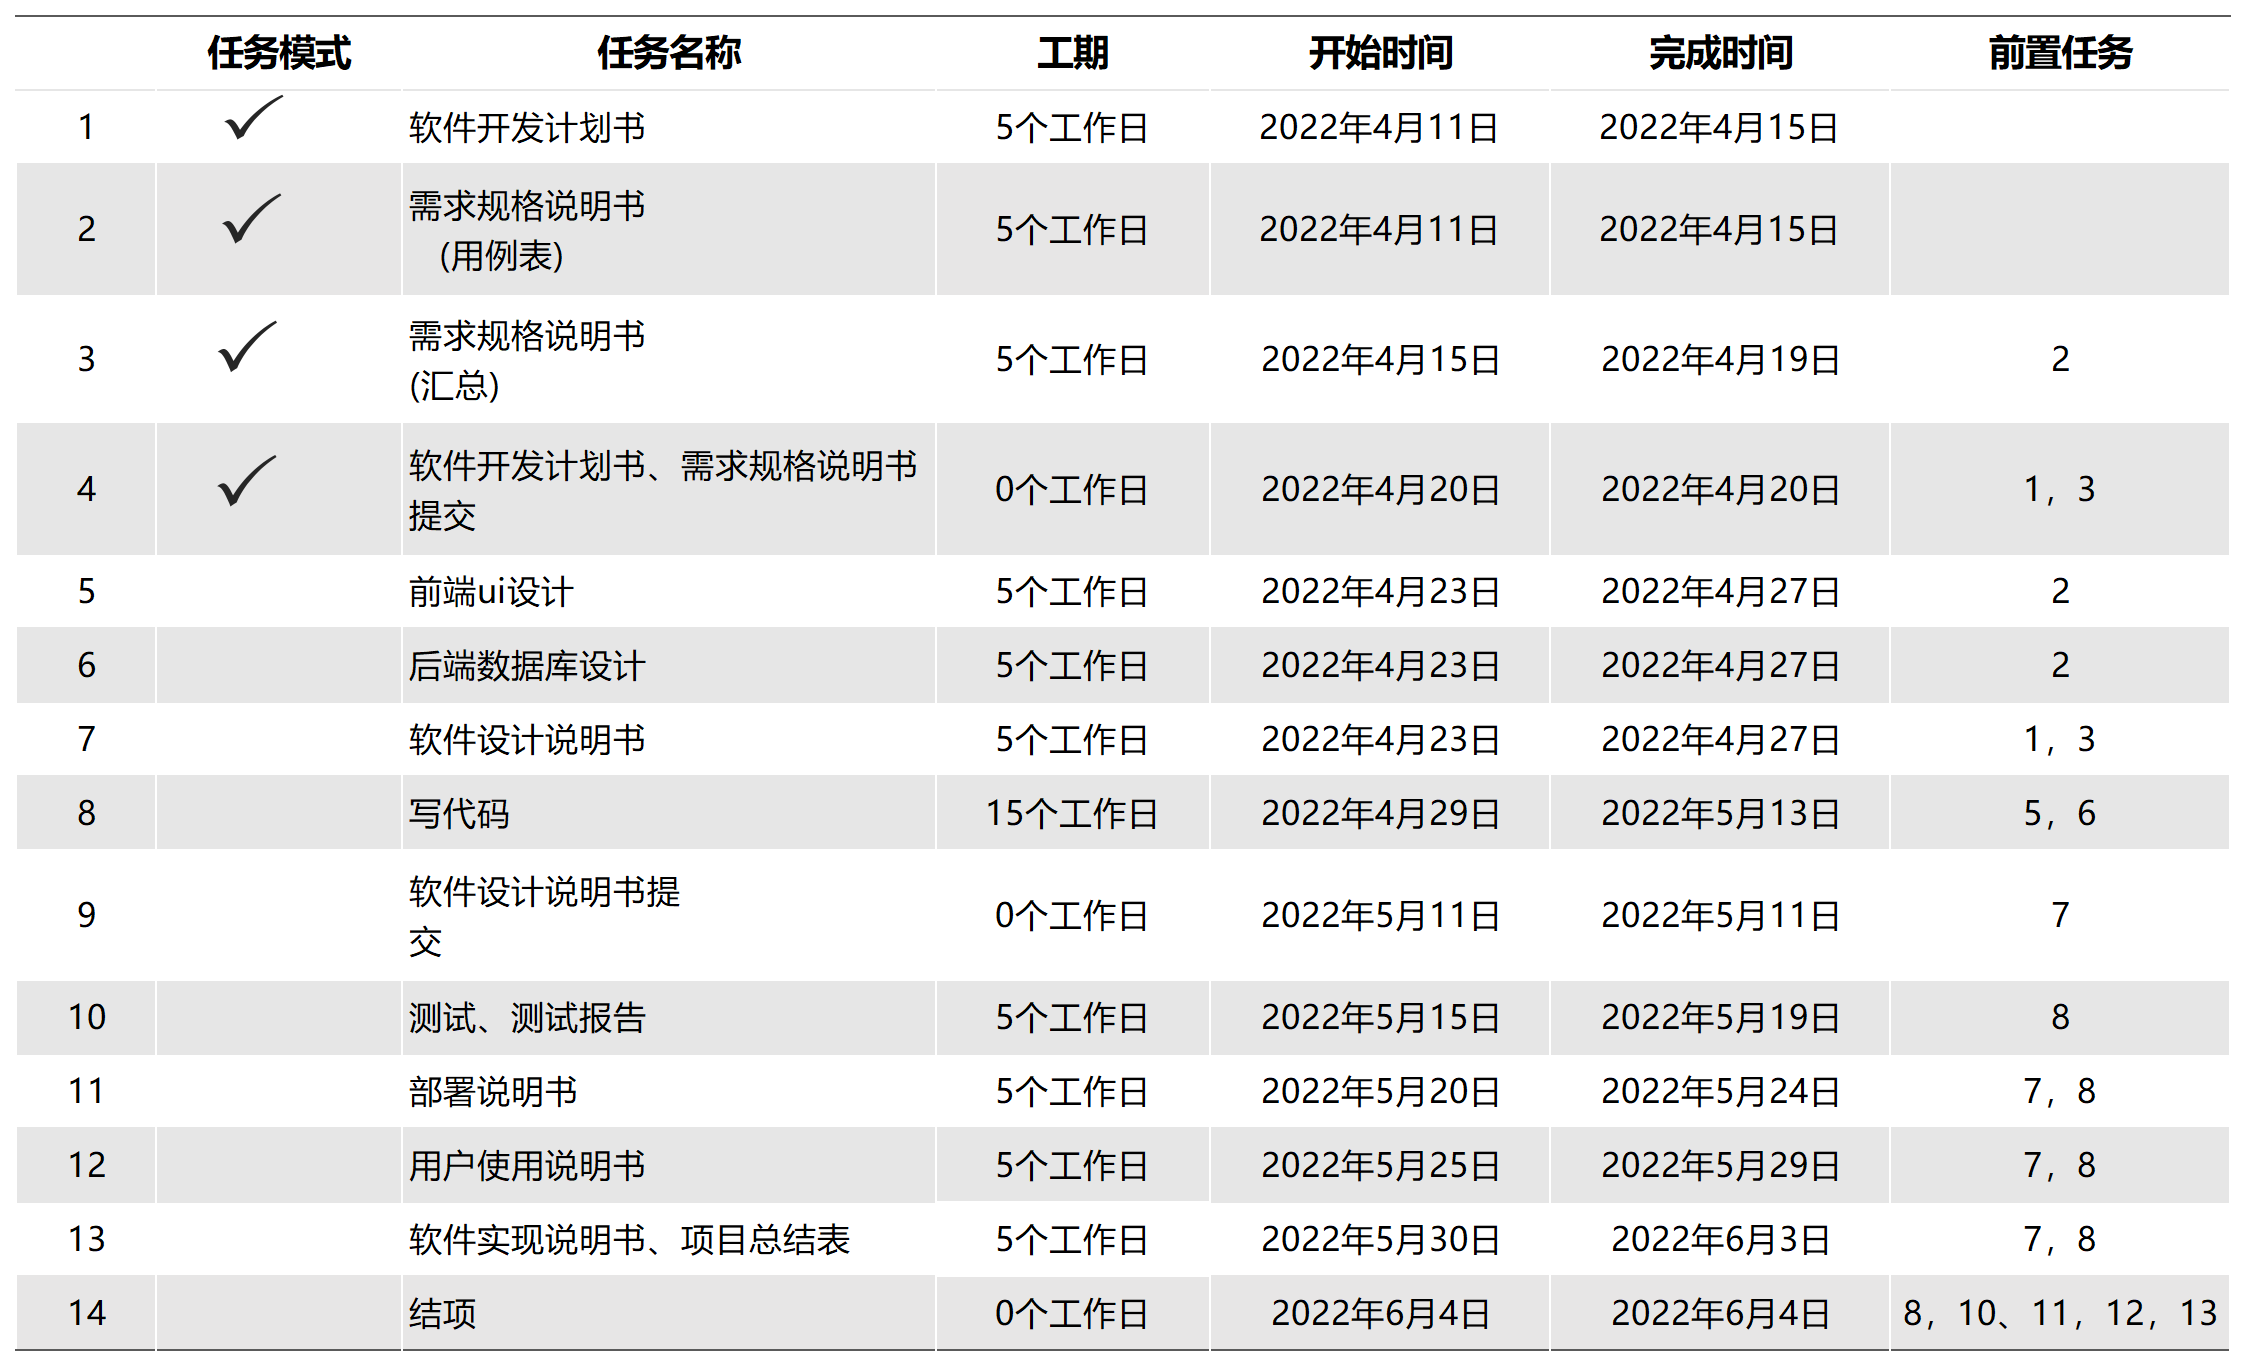 任务模式 任务名称 工期 开始时间 完成时间 前置任务
1 ✓ 软件开发计划书 5个工作日 2022年4月11日 2022年4月15日
2 ✓ 需求规格说明书
(用例表) 5个工作日 2022年4月11日 2022年4月15日
3 ✓ 需求规格说明书
(汇总) 5个工作日 2022年4月15日 2022年4月19日 2
4 ✓ 软件开发计划书、需求规格说明书
提交 0个工作日 2022年4月20日 2022年4月20日 1，3
5 前端ui设计 5个工作日 2022年4月23日 2022年4月27日 2
6 后端数据库设计 5个工作日 2022年4月23日 2022年4月27日 2
7 软件设计说明书 5个工作日 2022年4月23日 2022年4月27日 1，3
8 写代码 15个工作日 2022年4月29日 2022年5月13日 5，6
9 软件设计说明书提
交 0个工作日 2022年5月11日 2022年5月11日 7
10 测试、测试报告 5个工作日 2022年5月15日 2022年5月19日 8
11 部署说明书 5个工作日 2022年5月20日 2022年5月24日 7，8
12 用户使用说明书 5个工作日 2022年5月25日 2022年5月29日 7，8
13 软件实现说明书、项目总结表 5个工作日 2022年5月30日 2022年6月3日 7，8
14 结项 0个工作日 2022年6月4日 2022年6月4日 8，10、11，12，13